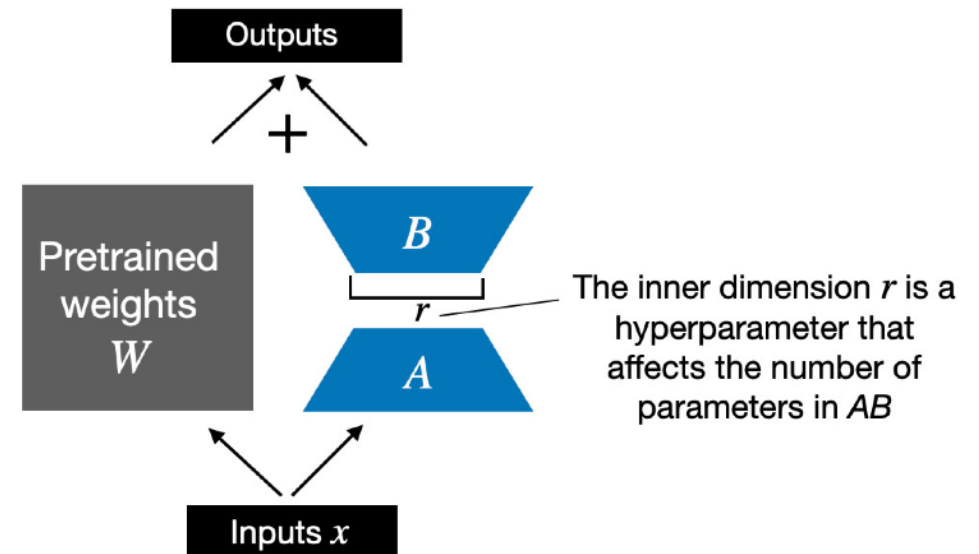 Outputs
+
Pretrained
weights
W
B
r
A
The inner dimension r is a
hyperparameter that
affects the number of
parameters in AB
Inputs x